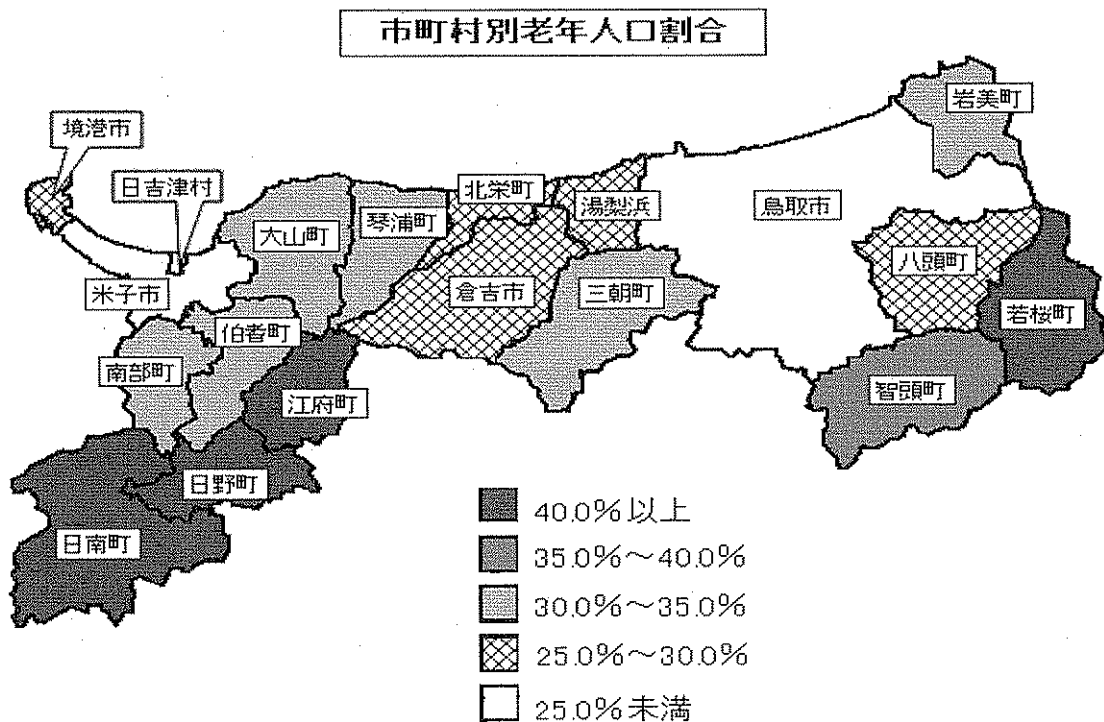 市町村別老年人口割合
岩美町
境港市
日吉津村
北栄町
湯梨浜
鳥取市
大山町
琴浦町
八頭町
米子市
倉吉市
三朝町
若桜町
伯耆町
南部町
江府町
智頭町
日野町
日南町
40.0%以上
35.0%～40.0%
30.0%～35.0%
25.0%～30.0%
25.0%未満